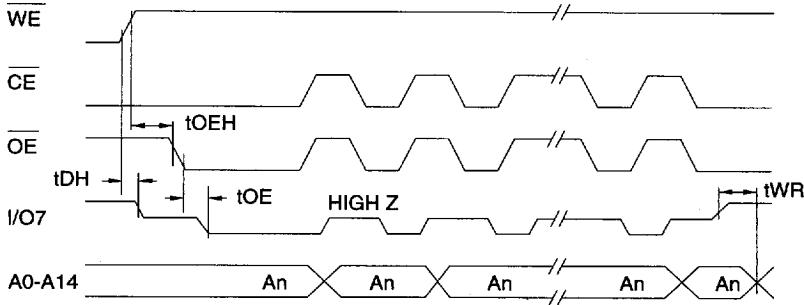 WE
CE
tOEH
OE
tDH
tOE
tWR
I/O7
HIGH Z
A0-A14
An
An
An
An
An